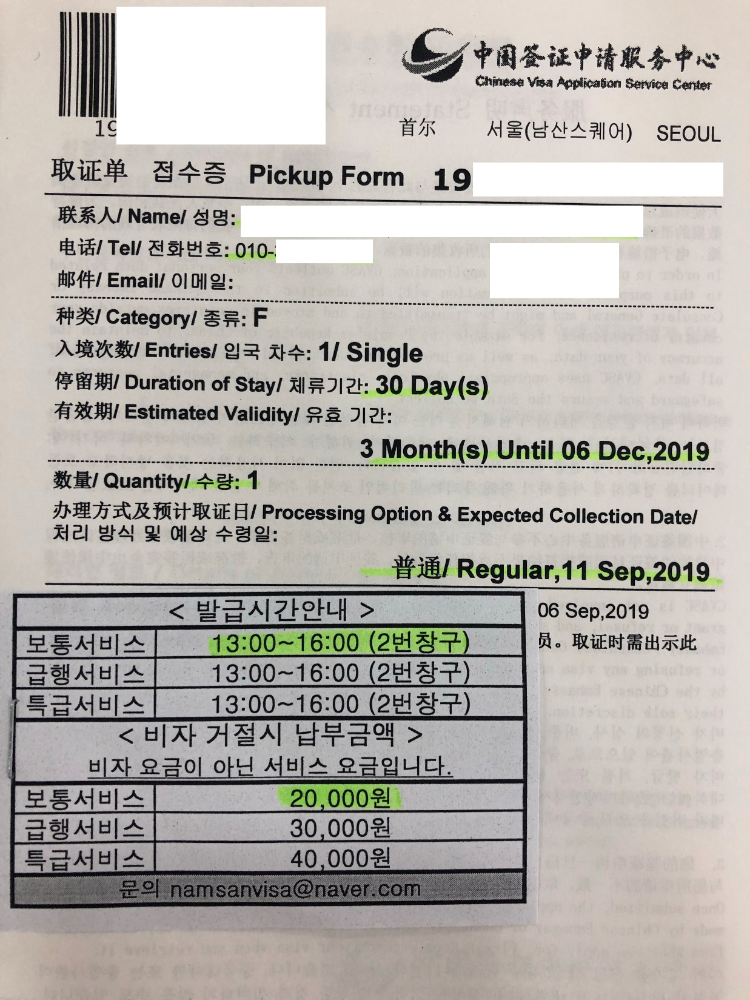 中国签证申请服务中心
Chinese Visa Application Service Center
19
首尔 서울(남산스퀘어) SEOUL
取证单 접수증 Pickup Form 19
联系人/ Name/ 성명:
电话/ Tel/ 전화번호: 010-
邮件/ Email/ 이메일:
种类/ Category/ 종류: F
入境次数/ Entries/ 입국 차수: 1/ Single
停留期/ Duration of Stay/ 체류기간: 30 Day(s)
有效期/ Estimated Validity/ 유효 기간:
3 Month(s) Until 06 Dec,2019
数量/ Quantity/ 수량: 1
办理方式及预计取证日/ Processing Option & Expected Collection Date/
처리 방식 및 예상 수령일:
普通/ Regular,11 Sep,2019
06 Sep,2019
员。取证时需出示此
< 발급시간안내 >
보통서비스 13:00~16:00 (2번창구)
급행서비스 13:00~16:00 (2번창구)
특급서비스 13:00~16:00 (2번창구)
< 비자 거절시 납부금액 >
비자 요금이 아닌 서비스 요금입니다.
보통서비스 20,000원
급행서비스 30,000원
특급서비스 40,000원
문의 namsanvisa@naver.com